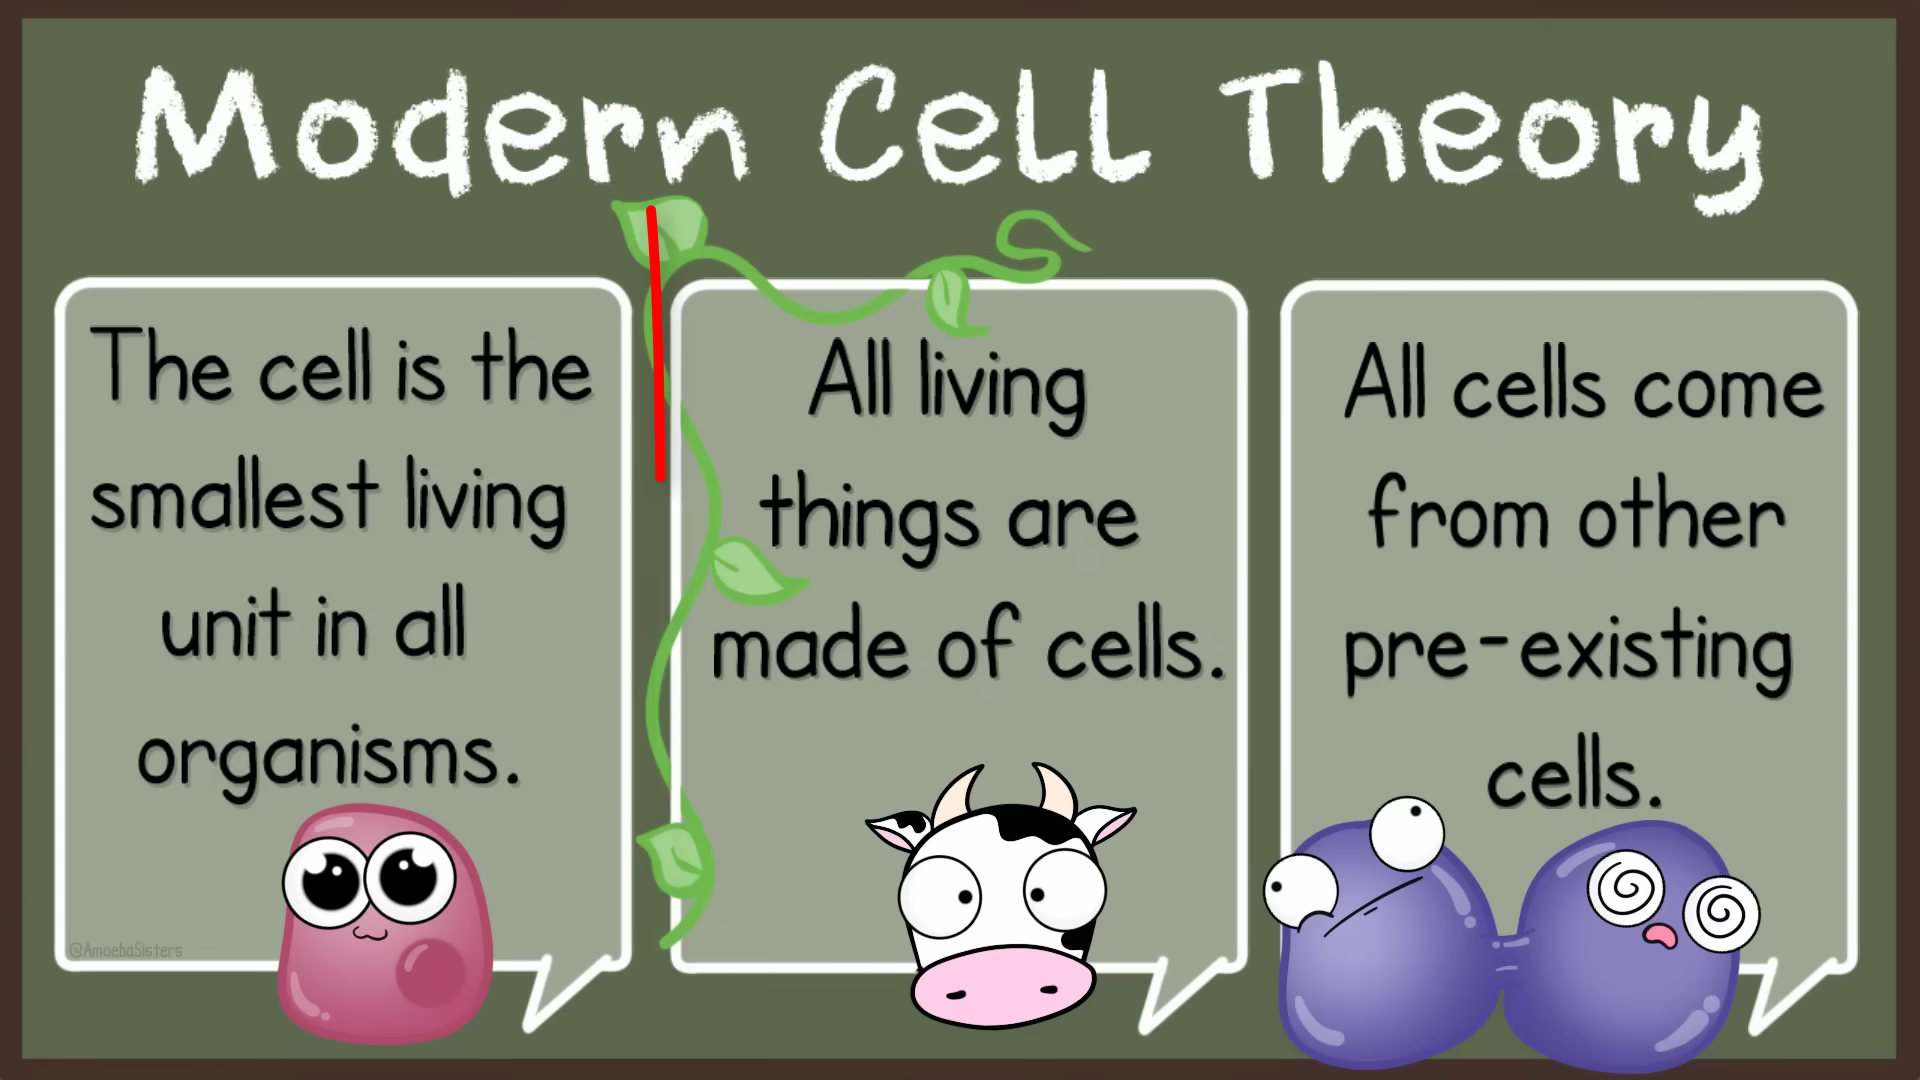 Modern Cell Theory
The cell is the
smallest living
unit in all
organisms.
@AmoebaSisters
All living
things are
made of cells.
All cells come
from other
pre-existing
cells.